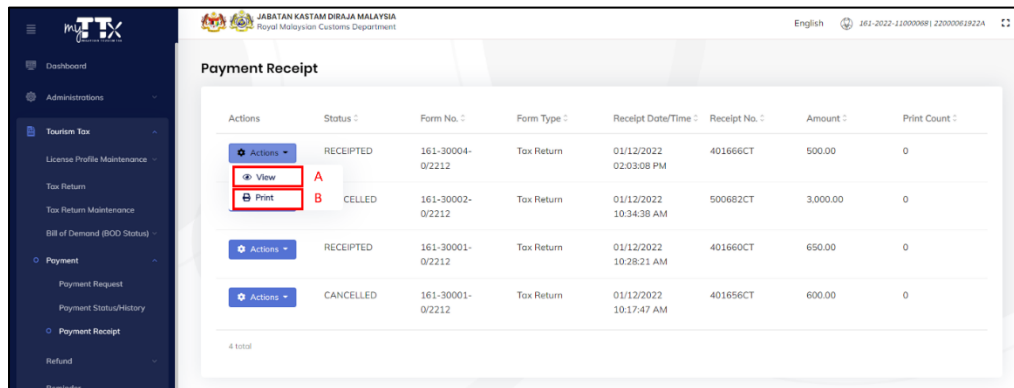 myTTX
MALAYSIA TOURISM TAX
JABATAN KASTAM DIRAJA MALAYSIA
Royal Malaysian Customs Department
English
161-2022-11000068| 22000061922A
Dashboard
Administrations
Tourism Tax
License Profile Maintenance
Tax Return
Tax Return Maintenance
Bill of Demand (BOD Status)
Payment
Payment Request
Payment Status/History
Payment Receipt
Refund
Reminder
Payment Receipt
Actions Status Form No. Form Type Receipt Date/Time Receipt No. Amount Print Count
Actions RECEIPTED 161-30004- Tax Return 01/12/2022 401666CT 500.00 0
0/2212 02:03:08 PM
View A
Print B
CELLED 161-30002- Tax Return 01/12/2022 500682CT 3,000.00 0
0/2212 10:34:38 AM
Actions RECEIPTED 161-30001- Tax Return 01/12/2022 401660CT 650.00 0
0/2212 10:28:21 AM
Actions CANCELLED 161-30001- Tax Return 01/12/2022 401656CT 600.00 0
0/2212 10:17:47 AM
4 total